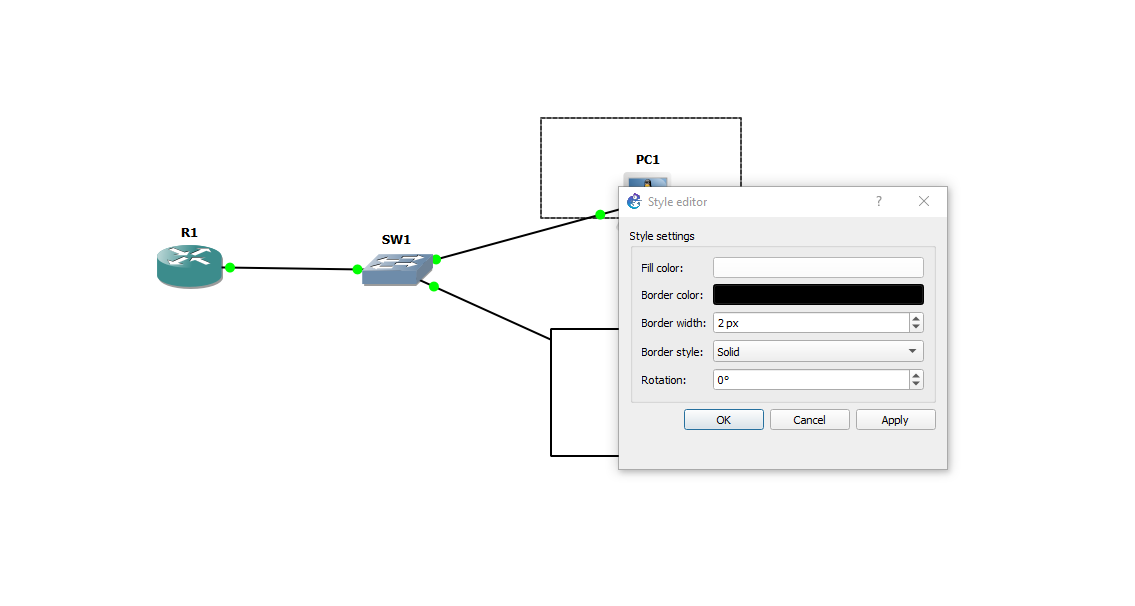 PC1
Style editor
?
R1
SW1
Style settings
Fill color:
Border color:
Border width: 2 px
Border style: Solid
Rotation: 0°
OK Cancel Apply